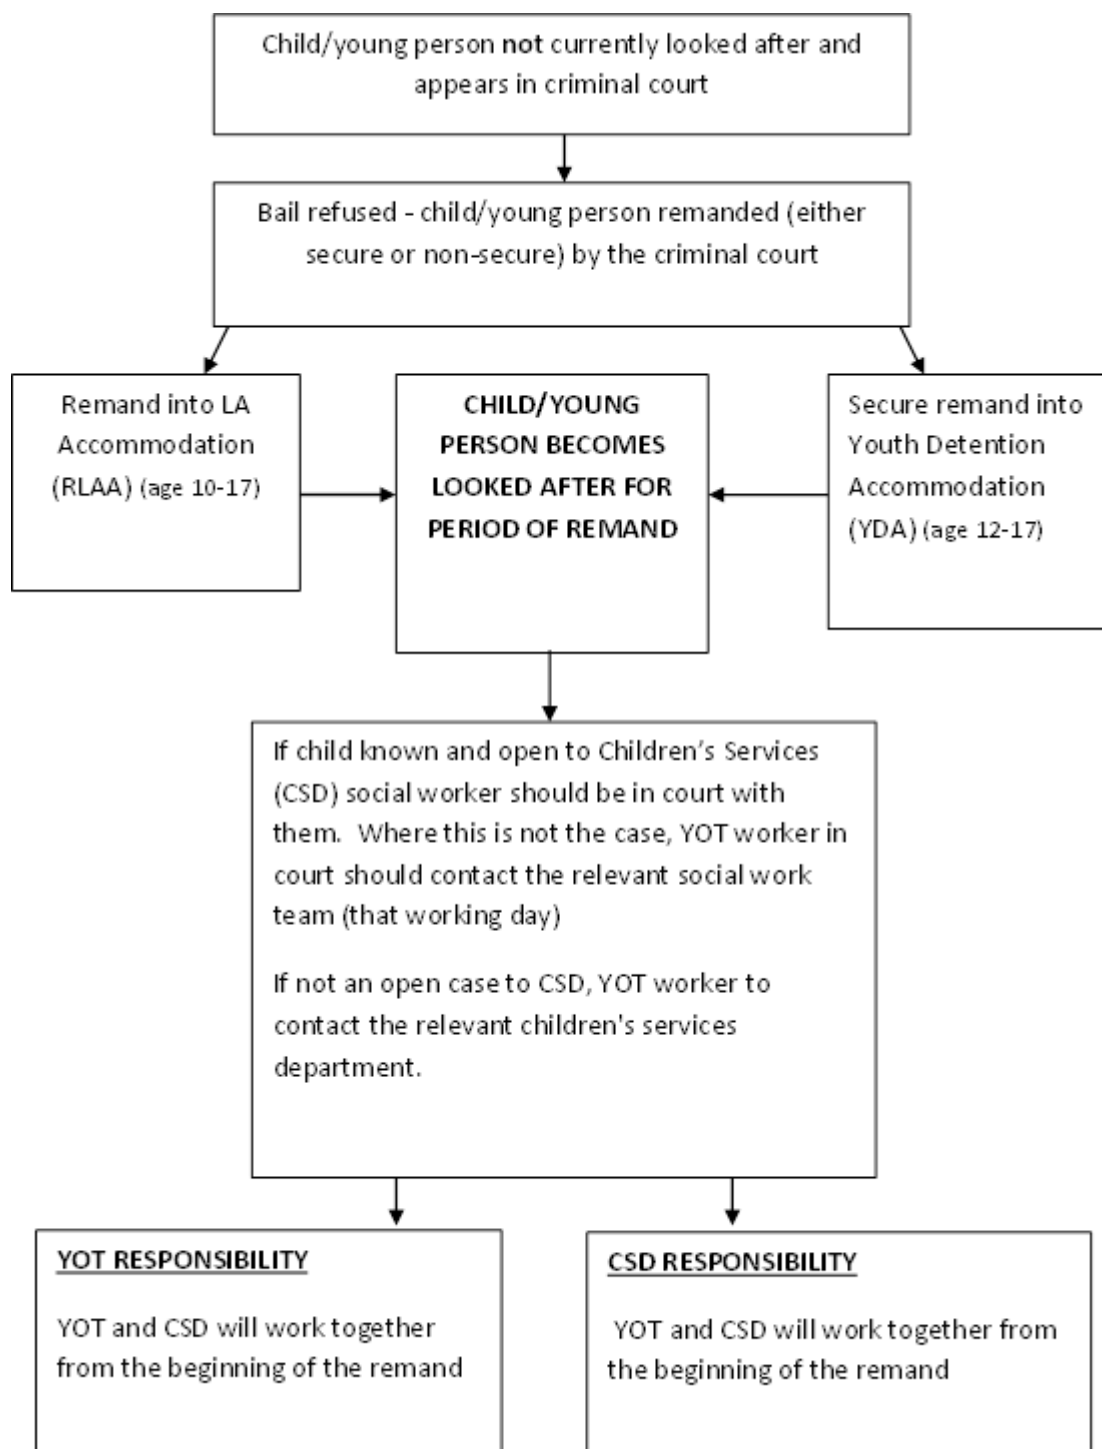 Child/young person not currently looked after and
appears in criminal court
Bail refused - child/young person remanded (either
secure or non-secure) by the criminal court
Remand into LA
Accommodation
(RLAA) (age 10-17)
CHILD/YOUNG
PERSON BECOMES
LOOKED AFTER FOR
PERIOD OF REMAND
Secure remand into
Youth Detention
Accommodation
(YDA) (age 12-17)
If child known and open to Children’s Services
(CSD) social worker should be in court with
them.  Where this is not the case, YOT worker in
court should contact the relevant social work
team (that working day)
If not an open case to CSD, YOT worker to
contact the relevant children's services
department.
YOT RESPONSIBILITY
YOT and CSD will work together
from the beginning of the remand
CSD RESPONSIBILITY
YOT and CSD will work together from
the beginning of the remand